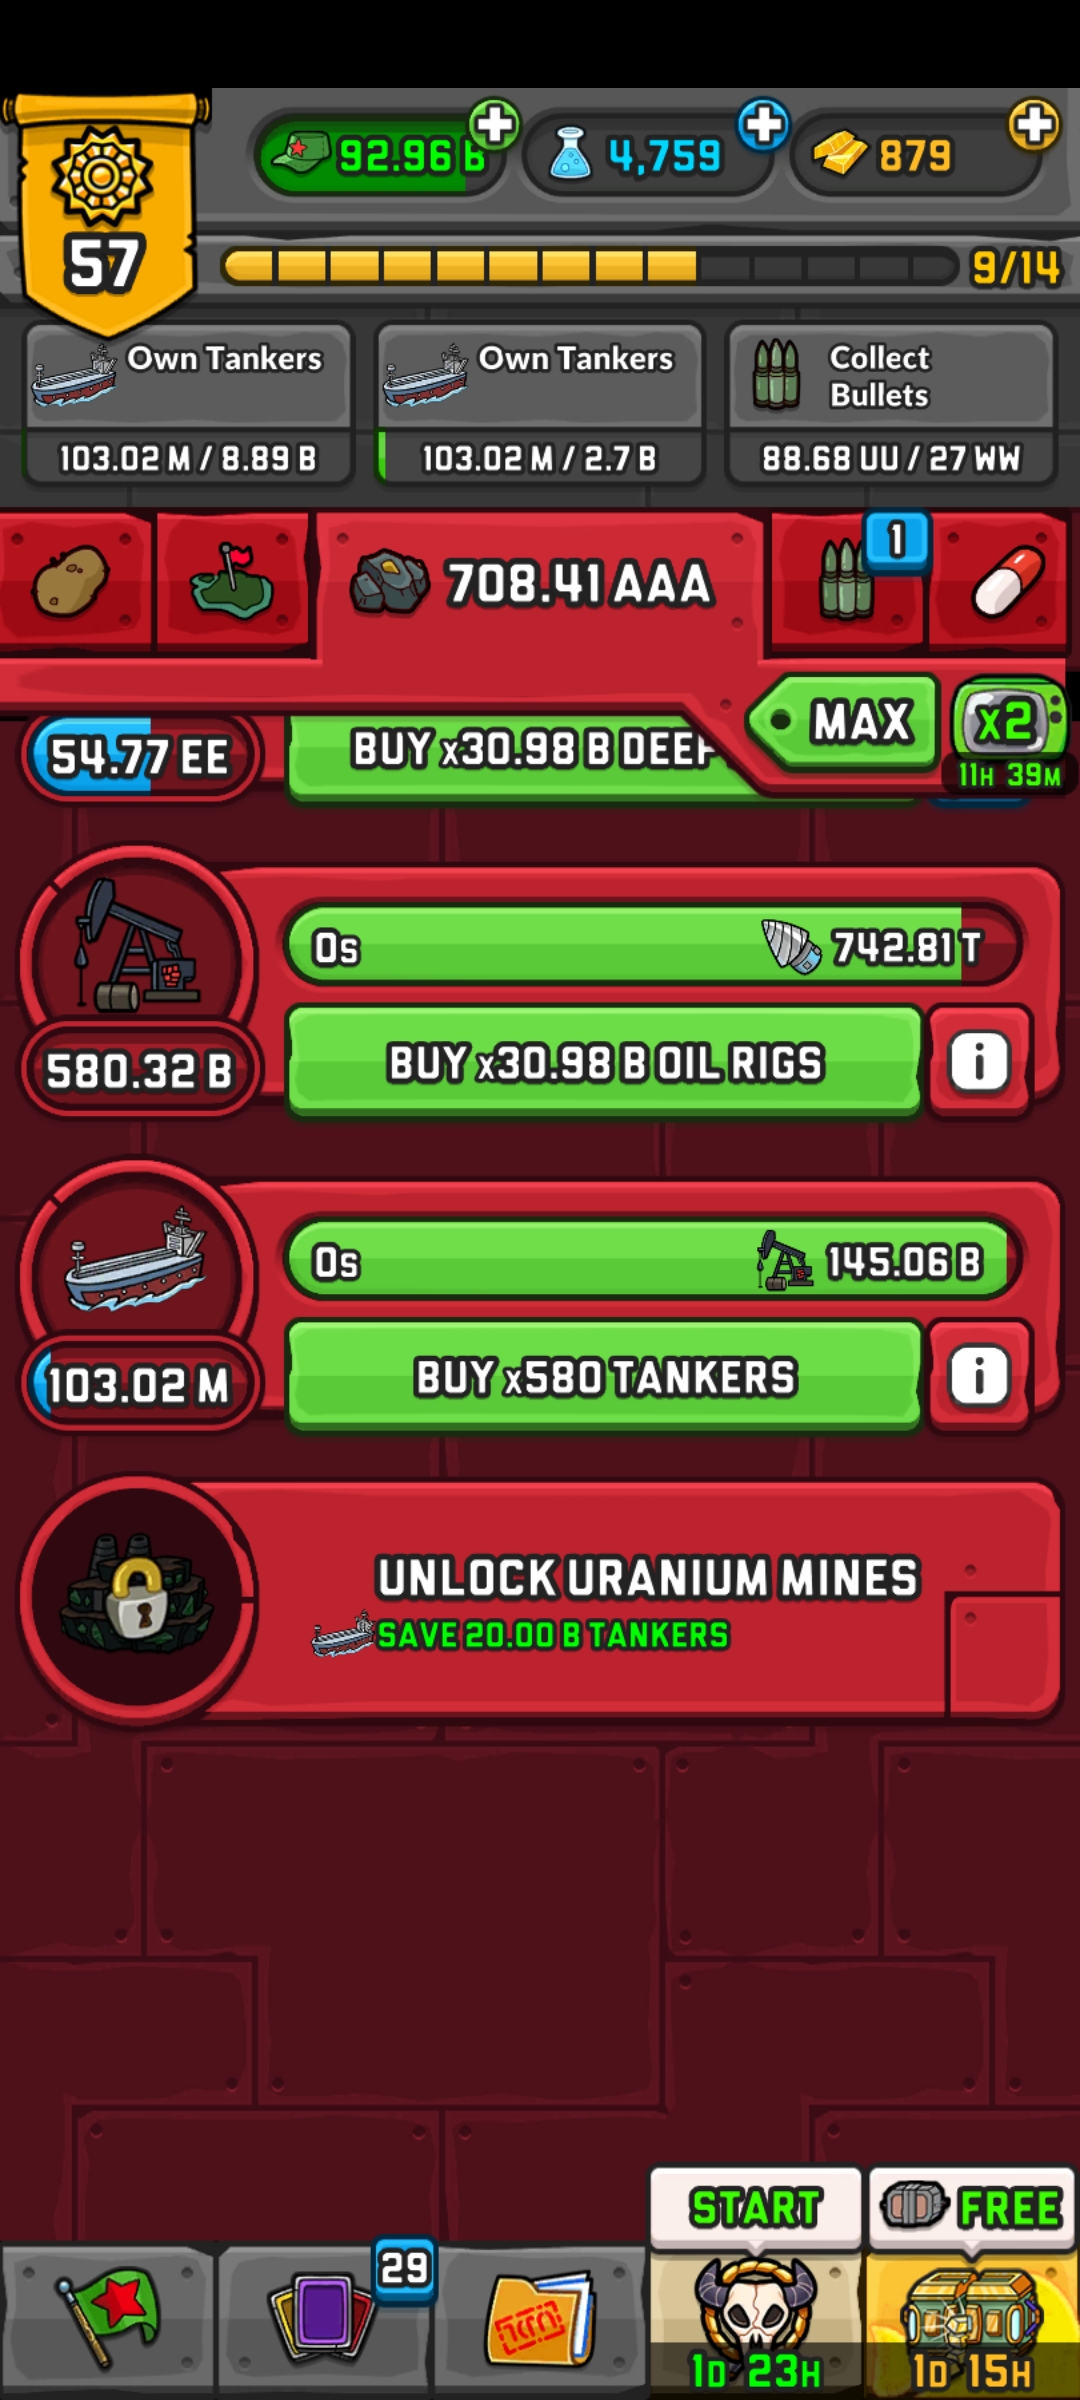 92.96 B
4,759
879
57
9/14
Own Tankers
103.02 M / 8.89 B
Own Tankers
103.02 M / 2.7 B
Collect
Bullets
88.68 UU / 27 WW
708.41 AAA
1
MAX
x2
11H 39M
54.77 EE
BUY x30.98 B DEEP
0s
742.81 T
580.32 B
BUY x30.98 B OIL RIGS
i
0s
145.06 B
103.02 M
BUY x580 TANKERS
i
UNLOCK URANIUM MINES
SAVE 20.00 B TANKERS
START
FREE
29
1D 23H
1D 15H